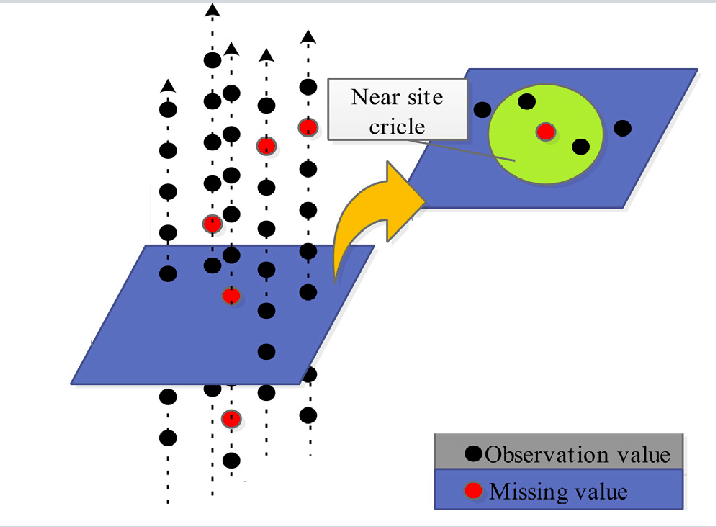 Near site
cricle
Observation value
Missing value